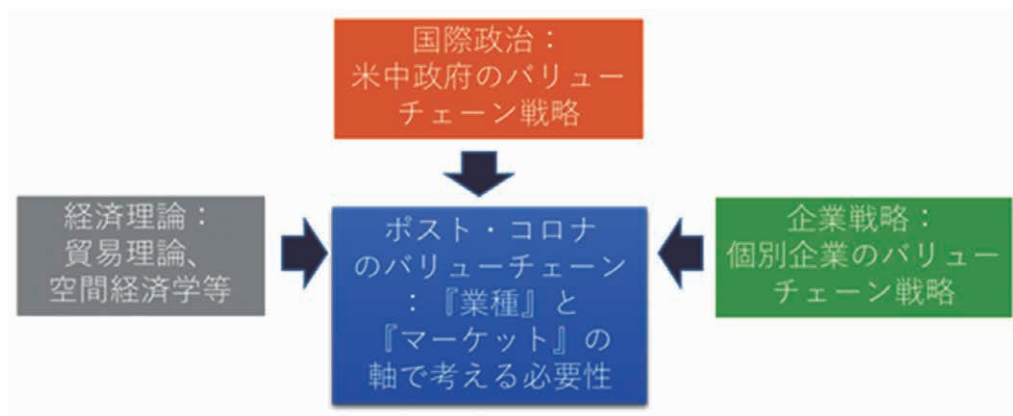 国際政治：
米中政府のバリュー
チェーン戦略
経済理論：
貿易理論、
空間経済学等
ポスト・コロナ
のバリューチェーン
：『業種』と
『マーケット』の
軸で考える必要性
企業戦略：
個別企業のバリュー
チェーン戦略